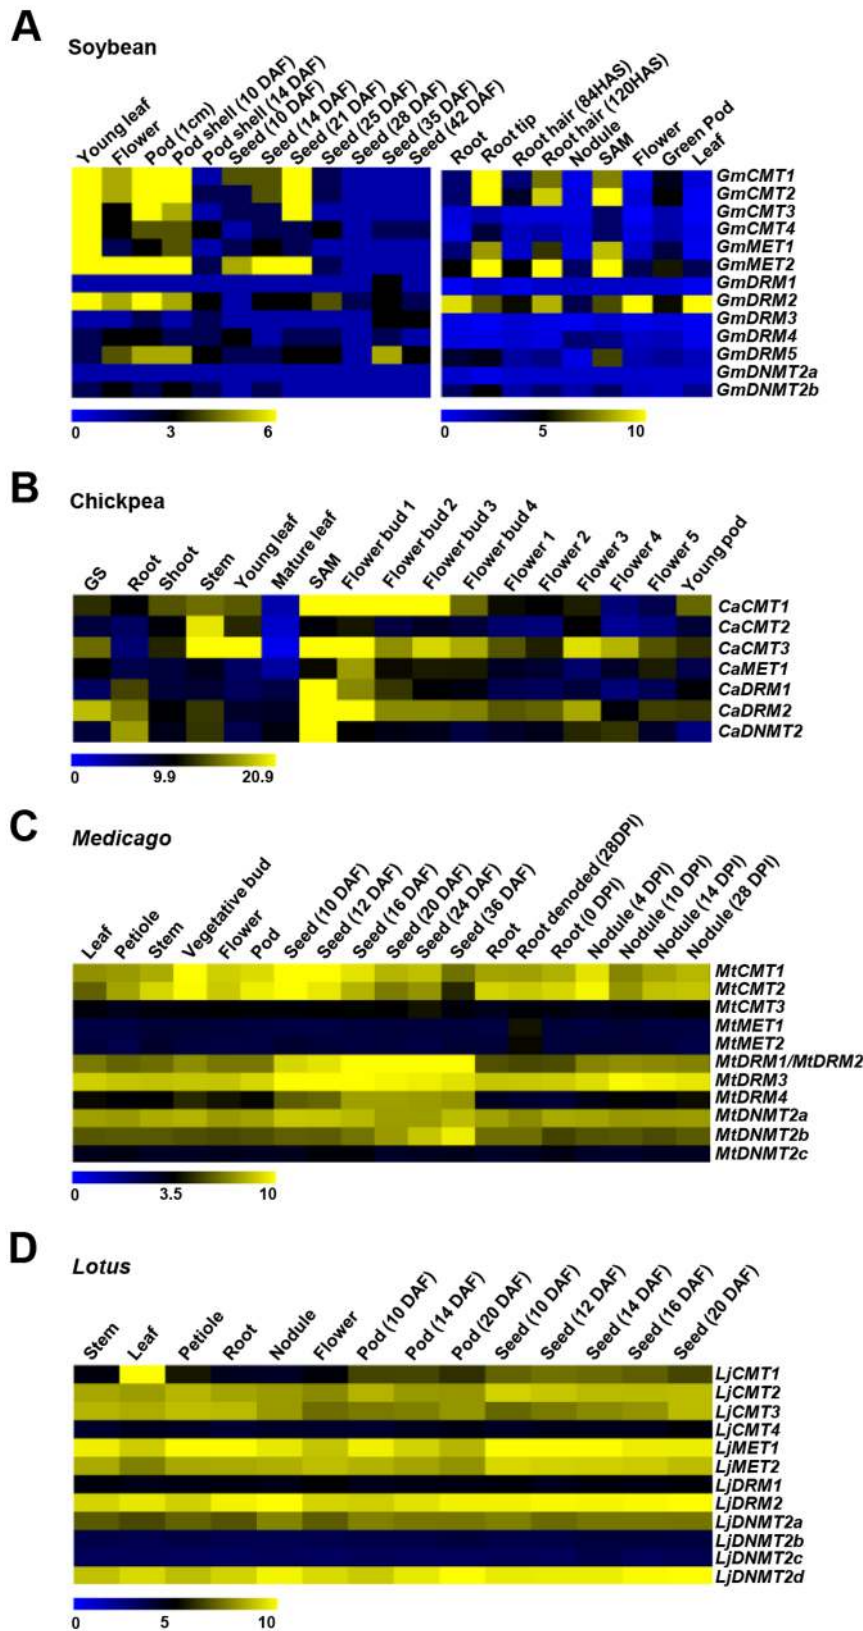 A
Soybean
Young leaf
Flower
Pod (1cm)
Pod shell (10 DAF)
Pod shell (14 DAF)
Seed (10 DAF)
Seed (14 DAF)
Seed (21 DAF)
Seed (25 DAF)
Seed (28 DAF)
Seed (35 DAF)
Seed (42 DAF)
Root
Root tip
Root hair (84HAS)
Root hair (120HAS)
Nodule
SAM
Flower
Green Pod
Leaf
GmCMT1
GmCMT2
GmCMT3
GmCMT4
GmMET1
GmMET2
GmDRM1
GmDRM2
GmDRM3
GmDRM4
GmDRM5
GmDNMT2a
GmDNMT2b
0 3 6
0 5 10
B
Chickpea
GS
Root
Shoot
Stem
Young leaf
Mature leaf
SAM
Flower bud 1
Flower bud 2
Flower bud 3
Flower bud 4
Flower 1
Flower 2
Flower 3
Flower 4
Flower 5
Young pod
CaCMT1
CaCMT2
CaCMT3
CaMET1
CaDRM1
CaDRM2
CaDNMT2
0 9.9 20.9
C
Medicago
Leaf
Petiole
Stem
Vegetative bud
Flower
Pod
Seed (10 DAF)
Seed (12 DAF)
Seed (16 DAF)
Seed (20 DAF)
Seed (24 DAF)
Seed (36 DAF)
Root
Root denoded (28DPI)
Root (0 DPI)
Nodule (4 DPI)
Nodule (10 DPI)
Nodule (14 DPI)
Nodule (28 DPI)
MtCMT1
MtCMT2
MtCMT3
MtMET1
MtMET2
MtDRM1/MtDRM2
MtDRM3
MtDRM4
MtDNMT2a
MtDNMT2b
MtDNMT2c
0 3.5 10
D
Lotus
Stem
Leaf
Petiole
Root
Nodule
Flower
Pod (10 DAF)
Pod (14 DAF)
Pod (20 DAF)
Seed (10 DAF)
Seed (12 DAF)
Seed (14 DAF)
Seed (16 DAF)
Seed (20 DAF)
LjCMT1
LjCMT2
LjCMT3
LjCMT4
LjMET1
LjMET2
LjDRM1
LjDRM2
LjDNMT2a
LjDNMT2b
LjDNMT2c
LjDNMT2d
0 5 10